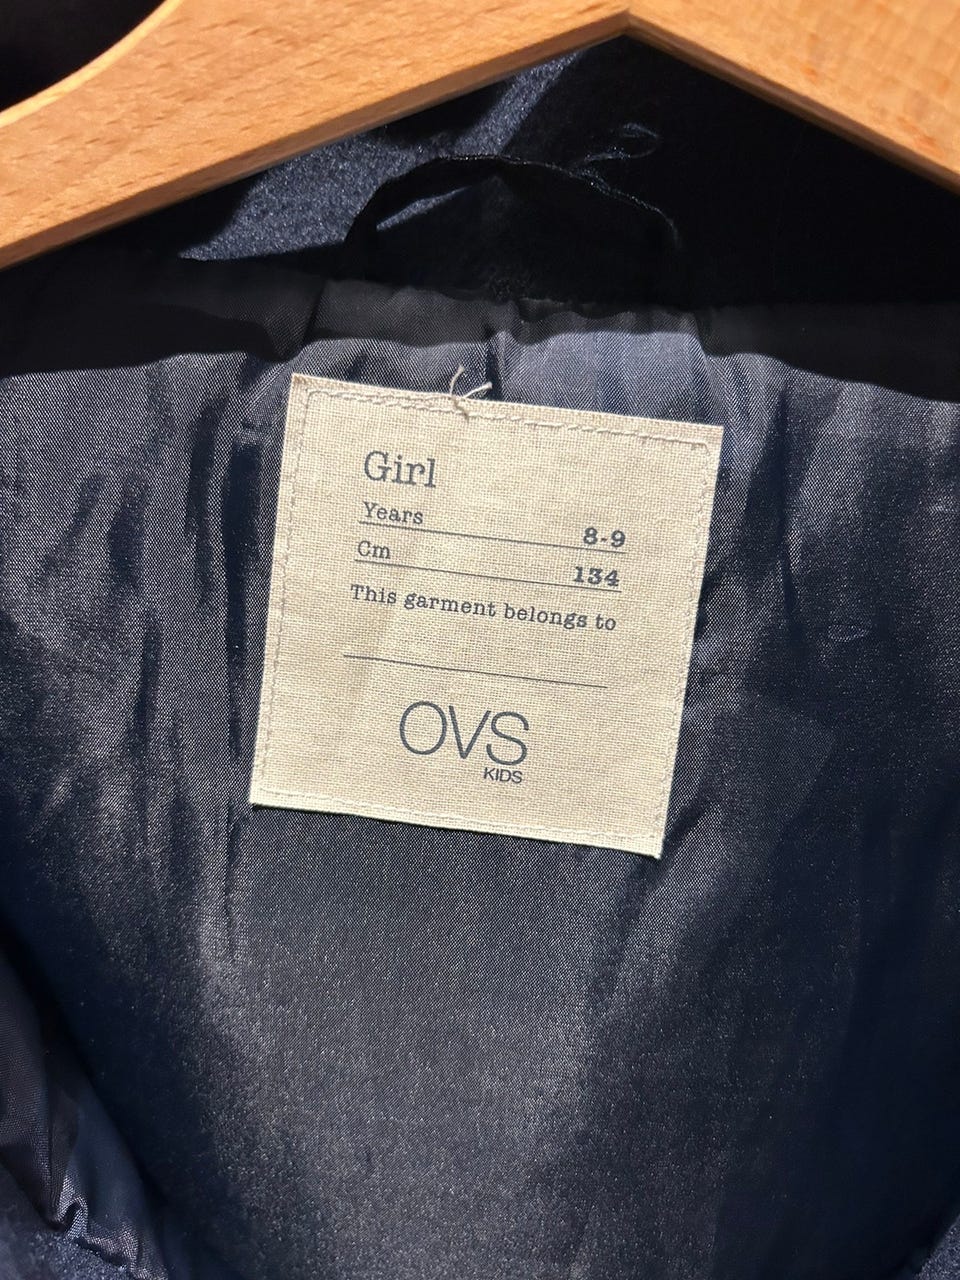 Girl
Years 8-9
Cm 134
This garment belongs to
OVS
KIDS